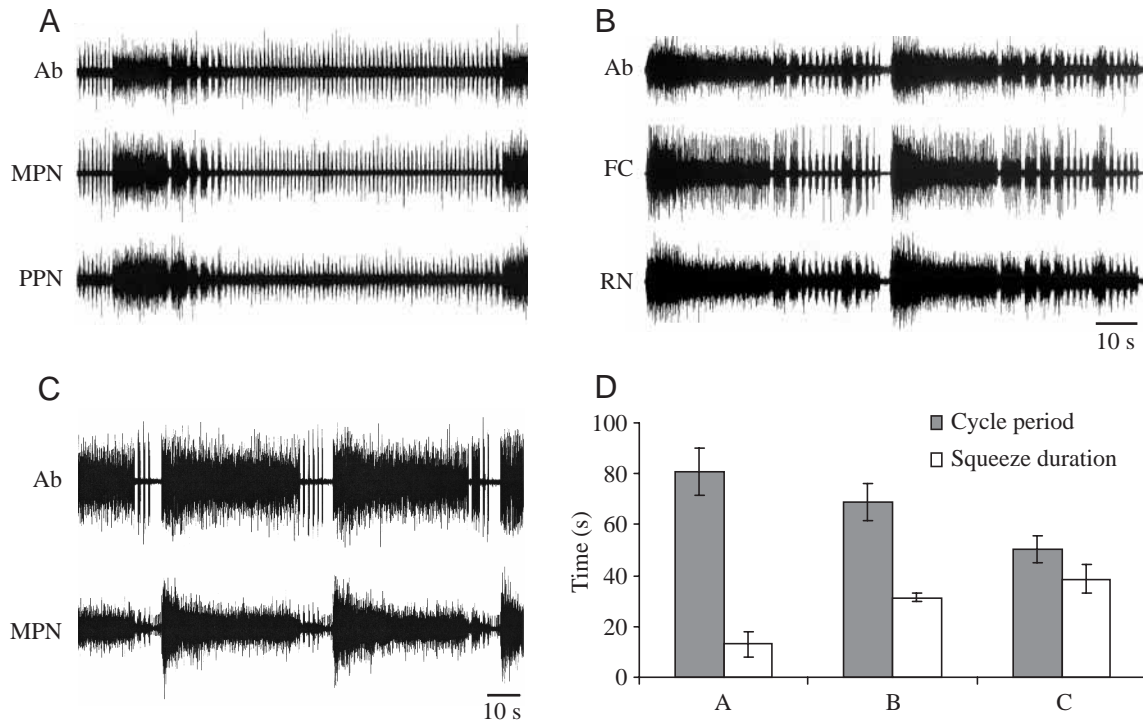 A
Ab
MPN
PPN
B
Ab
FC
RN
10 s
C
Ab
MPN
10 s
D
Cycle period
Squeeze duration
Time (s)
100
80
60
40
20
0
A B C